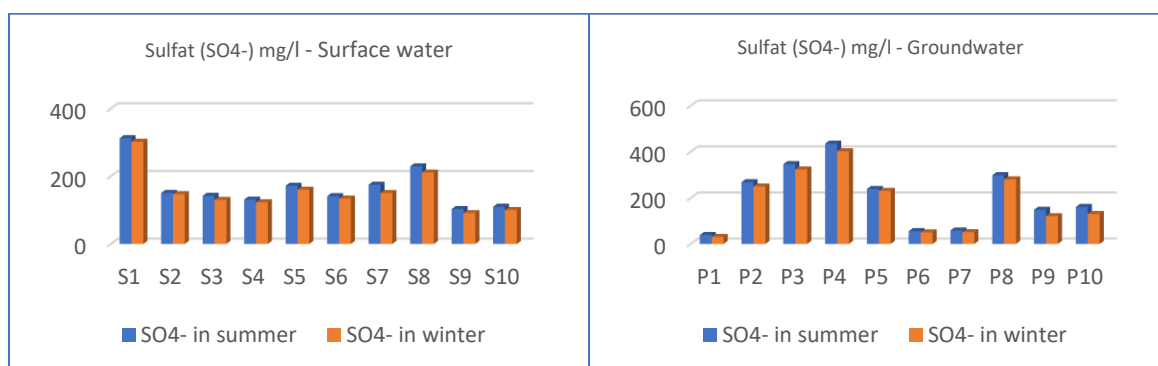 Sulfat (SO4-) mg/l - Surface water
400
200
0
S1 S2 S3 S4 S5 S6 S7 S8 S9 S10
SO4- in summer SO4- in winter
Sulfat (SO4-) mg/l - Groundwater
600
400
200
0
P1 P2 P3 P4 P5 P6 P7 P8 P9 P10
SO4- in summer SO4- in winter